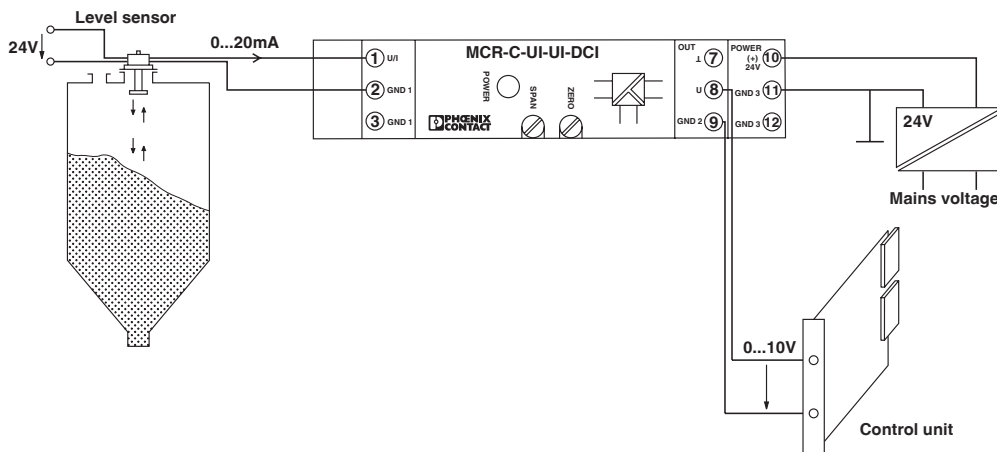 Level sensor
24V
0...20mA
MCR-C-UI-UI-DCI
1 U/I
2 GND 1
3 GND 1
POWER
SPAN
ZERO
PHŒNIX
CONTACT
OUT
I 7
U 8
GND 2 9
POWER
(+) 10
24V
GND 3 11
GND 3 12
24V
Mains voltage
0...10V
Control unit